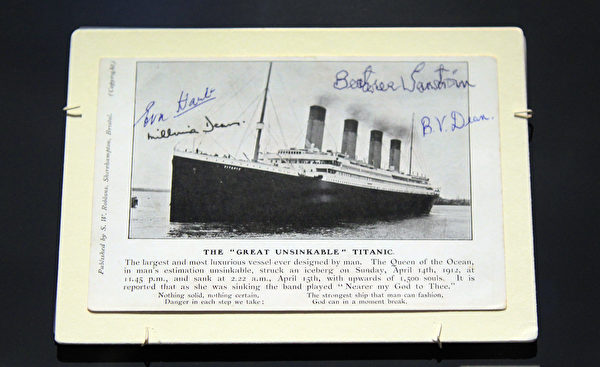 Eva Hart
Millvina Dean.
Beatrice Sandström
B.V. Dean.
TITANIC
THE "GREAT UNSINKABLE" TITANIC.
The largest and most luxurious vessel ever designed by man. The Queen of the Ocean,
in man's estimation unsinkable, struck an iceberg on Sunday, April 14th, 1912, at
11.45 p.m., and sank at 2.22 a.m., April 15th, with upwards of 1,500 souls. It is
reported that as she was sinking the band played "Nearer my God to Thee,"
Nothing solid, nothing certain,
Danger in each step we take;
The strongest ship that man can fashion,
God can in a moment break.
Published by S. W. Robbins, Bristol. (Copyright)